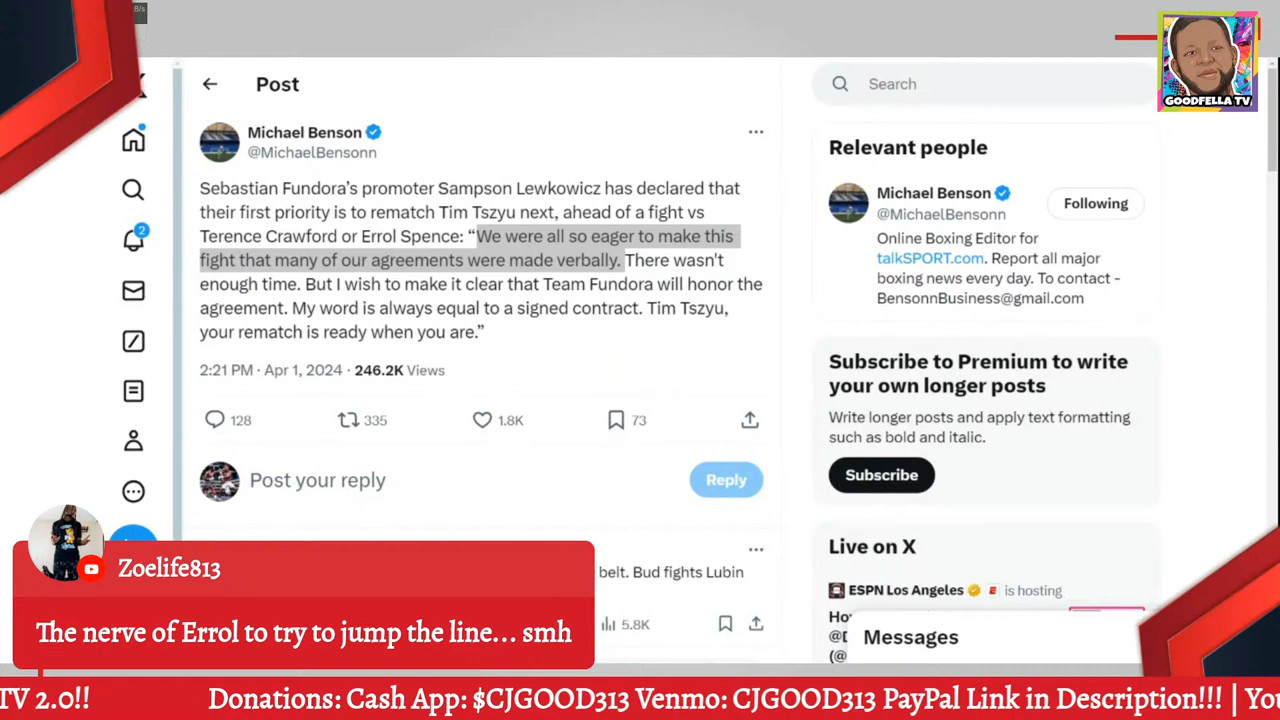 B/s
GOODFELLA TV
Post
Search
Michael Benson
@MichaelBensonn
Sebastian Fundora's promoter Sampson Lewkowicz has declared that
their first priority is to rematch Tim Tszyu next, ahead of a fight vs
Terence Crawford or Errol Spence: “We were all so eager to make this
fight that many of our agreements were made verbally. There wasn't
enough time. But I wish to make it clear that Team Fundora will honor the
agreement. My word is always equal to a signed contract. Tim Tszyu,
your rematch is ready when you are.”
2:21 PM · Apr 1, 2024 · 246.2K Views
128 335 1.8K 73
Post your reply
Reply
2
Relevant people
Michael Benson
@MichaelBensonn
Following
Online Boxing Editor for
talkSPORT.com. Report all major
boxing news every day. To contact -
BensonnBusiness@gmail.com
Subscribe to Premium to write
your own longer posts
Write longer posts and apply text formatting
such as bold and italic.
Subscribe
Live on X
ESPN Los Angeles is hosting
Messages
belt. Bud fights Lubin
5.8K
Zoelife813
The nerve of Errol to try to jump the line... smh
TV 2.0!! Donations: Cash App: $CJGOOD313 Venmo: CJGOOD313 PayPal Link in Description!!! | You